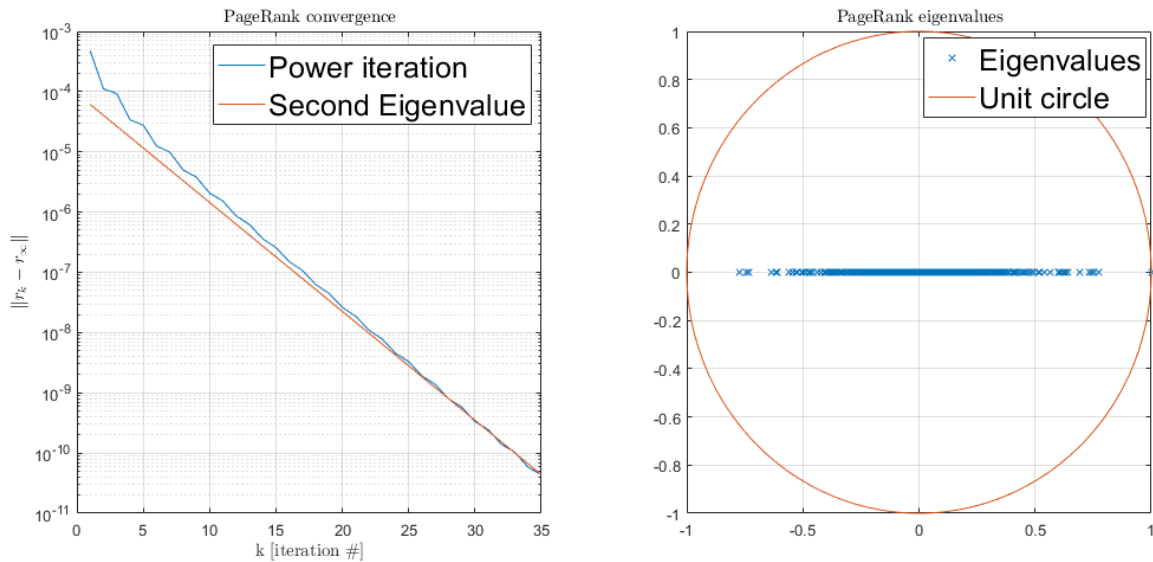 PageRank convergence
10^-3
10^-4
10^-5
10^-6
10^-7
10^-8
10^-9
10^-10
10^-11
||r_k − r_∞||
Power iteration
Second Eigenvalue
0 5 10 15 20 25 30 35
k [iteration #]
PageRank eigenvalues
1
0.8
0.6
0.4
0.2
0
-0.2
-0.4
-0.6
-0.8
-1
Eigenvalues
Unit circle
-1 -0.5 0 0.5 1